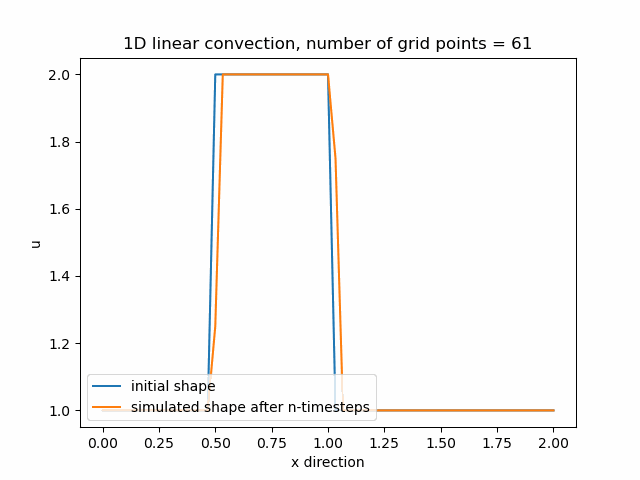 1D linear convection, number of grid points = 61
2.0
1.8
1.6
1.4
1.2
1.0
u
initial shape
simulated shape after n-timesteps
0.00 0.25 0.50 0.75 1.00 1.25 1.50 1.75 2.00
x direction